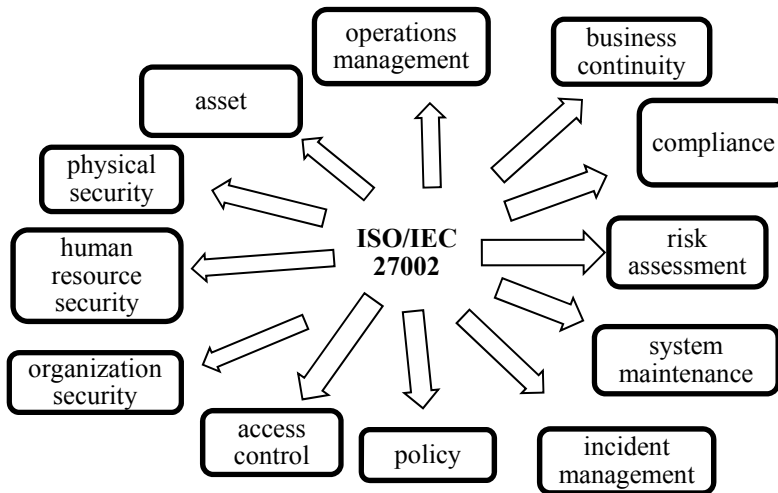 operations
management
business
continuity
asset
compliance
physical
security
ISO/IEC
27002
human
resource
security
risk
assessment
system
maintenance
organization
security
access
control
policy
incident
management